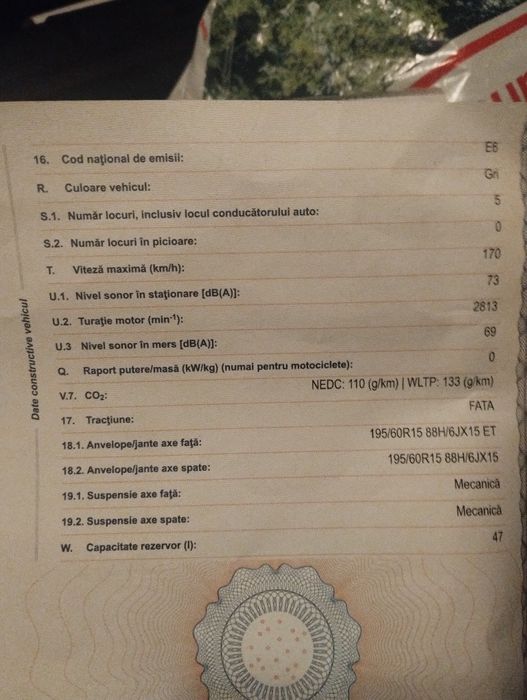 16. Cod național de emisii: E6
R. Culoare vehicul: Gri
S.1. Număr locuri, inclusiv locul conducătorului auto: 5
S.2. Număr locuri în picioare: 0
T. Viteză maximă (km/h): 170
U.1. Nivel sonor în staționare [dB(A)]: 73
U.2. Turație motor (min⁻¹): 2813
U.3 Nivel sonor în mers [dB(A)]: 69
Q. Raport putere/masă (kW/kg) (numai pentru motociclete): 0
V.7. CO₂: NEDC: 110 (g/km) | WLTP: 133 (g/km)
17. Tracțiune: FATA
18.1. Anvelope/jante axe față: 195/60R15 88H/6JX15 ET
18.2. Anvelope/jante axe spate: 195/60R15 88H/6JX15
19.1. Suspensie axe față: Mecanică
19.2. Suspensie axe spate: Mecanică
W. Capacitate rezervor (l): 47
Date constructive vehicul